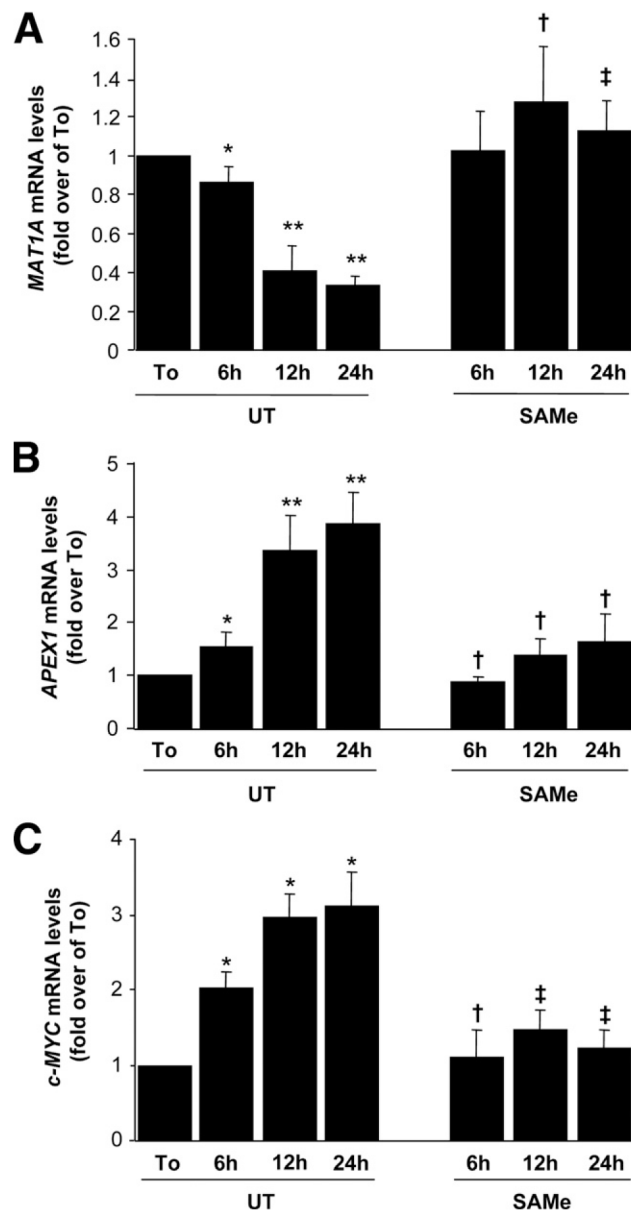 A
MAT1A mRNA levels
(fold over of To)
1.6
1.4
1.2
1
0.8
0.6
0.4
0.2
0
*
**
**
†
‡
To 6h 12h 24h 6h 12h 24h
UT SAMe
B
APEX1 mRNA levels
(fold over To)
5
4
3
2
1
0
*
**
**
†
†
†
To 6h 12h 24h 6h 12h 24h
UT SAMe
C
c-MYC mRNA levels
(fold over of To)
4
3
2
1
0
*
*
*
†
‡
‡
To 6h 12h 24h 6h 12h 24h
UT SAMe